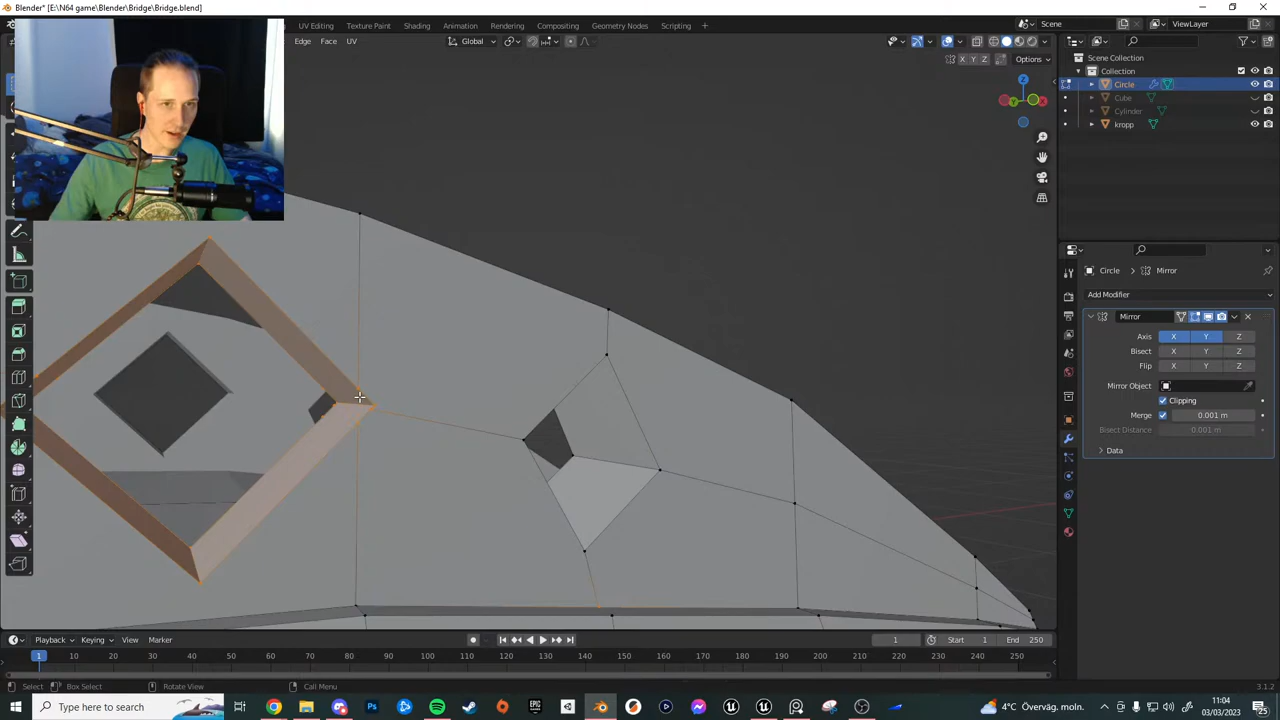 Blender* [E:\N64 game\Blender\Bridge\Bridge.blend]
UV Editing Texture Paint Shading Animation Rendering Compositing Geometry Nodes Scripting +
Scene ViewLayer
Edge Face UV Global
X Y Z Options
Scene Collection
Collection
Circle
Cube
Cylinder
kropp
Z
Y X
Circle Mirror
Add Modifier
Mirror
Axis X Y Z
Bisect X Y Z
Flip X Y Z
Mirror Object
Clipping
Merge 0.001 m
Bisect Distance 0.001 m
Data
Playback Keying View Marker 1 Start 1 End 250
1 10 20 30 40 50 60 70 80 90 100 110 120 130 140 150 160 170 180 190 200 210 220 230 240 250
Select Box Select Rotate View Call Menu 3.1.2
Type here to search
4°C Överväg. moln.
11:04
03/03/2023